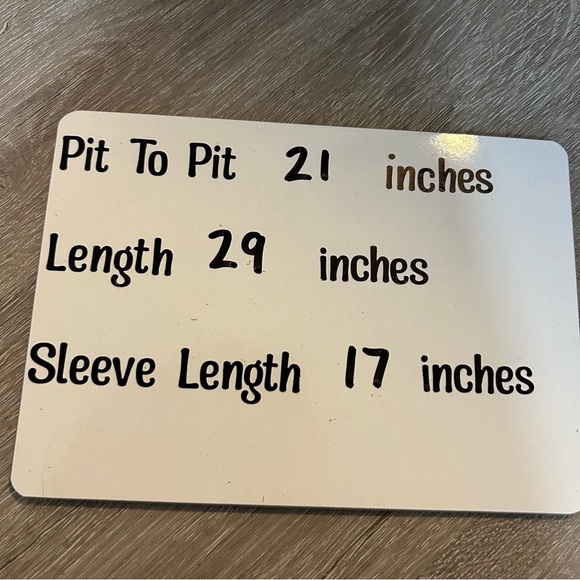 Pit To Pit 21 inches
Length 29 inches
Sleeve Length 17 inches